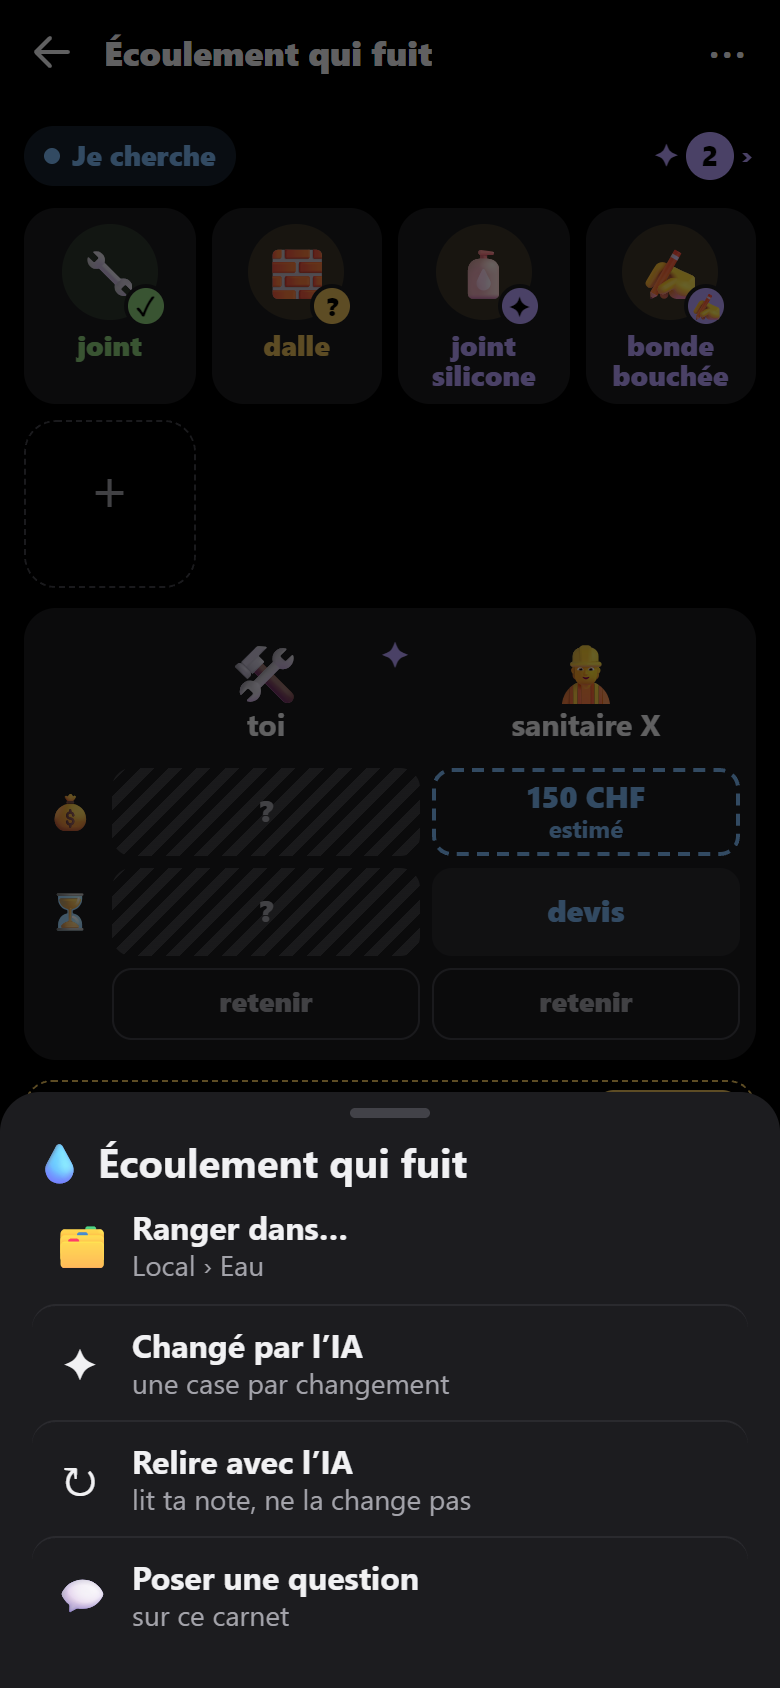 Écoulement qui fuit
Je cherche
2
joint
dalle
joint
silicone
bonde
bouchée
?
+
toi
sanitaire X
?
150 CHF
estimé
?
devis
retenir
retenir
Écoulement qui fuit
Ranger dans…
Local › Eau
Changé par l’IA
une case par changement
Relire avec l’IA
lit ta note, ne la change pas
Poser une question
sur ce carnet